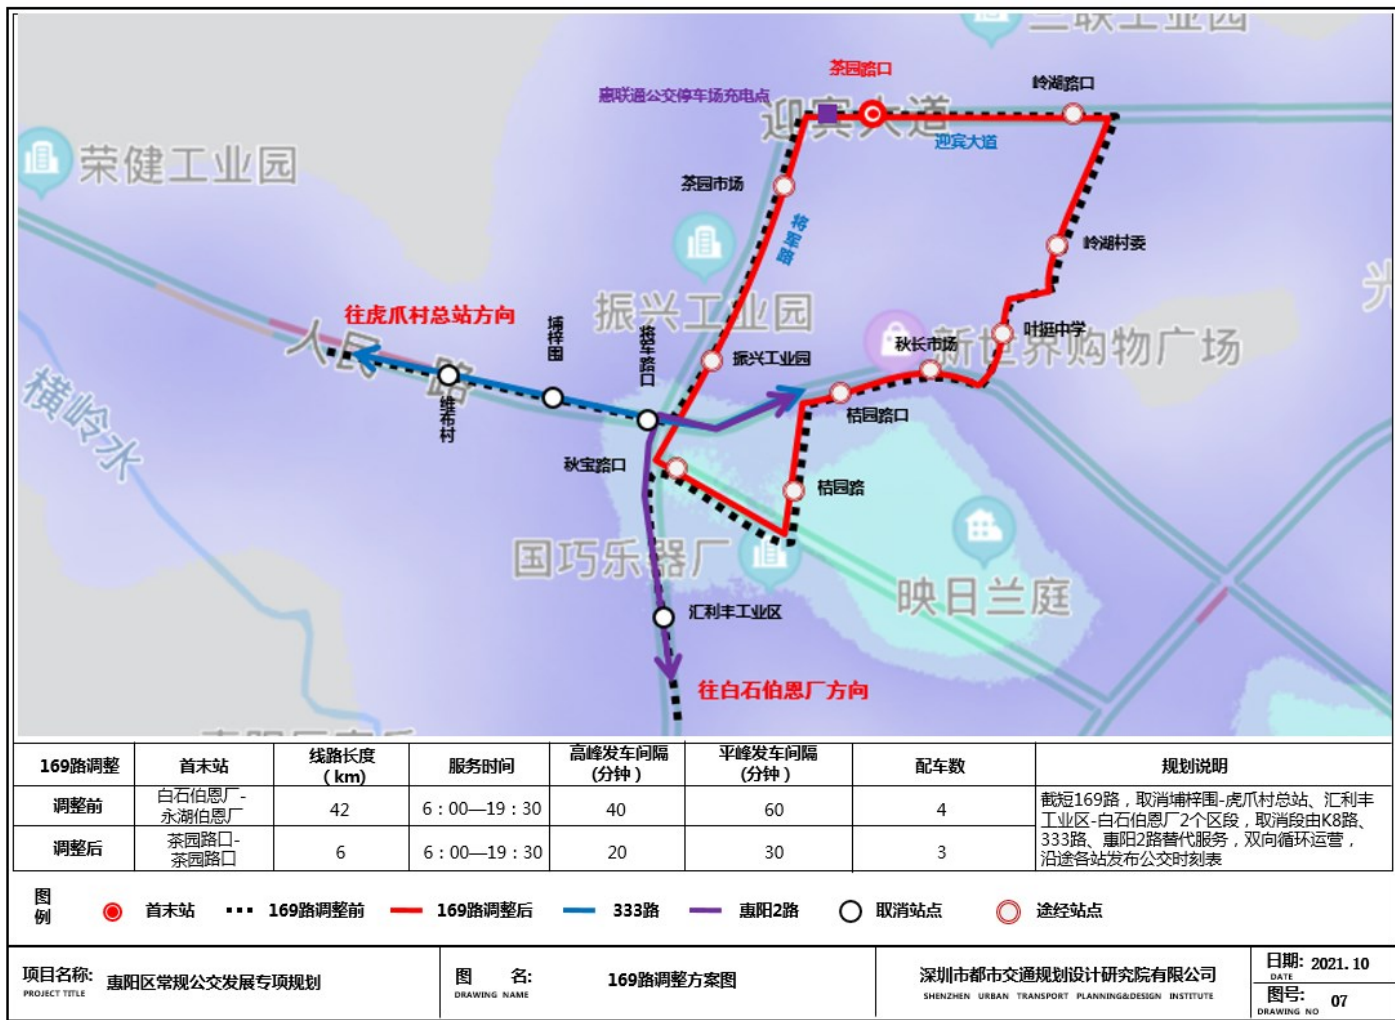 三联工业园
茶园路口
岭湖路口
惠联通公交停车场充电点
迎宾大道
迎宾大道
荣健工业园
茶园市场
将军路
岭湖村委
振兴工业园
往虎爪村总站方向
埔梓围
将军路口
人民路
叶挺中学
秋长市场
新世界购物广场
光
振兴工业园
维布村
桔园路口
横岭水
秋宝路口
桔园路
国巧乐器厂
映日兰庭
汇利丰工业区
往白石伯恩厂方向
169路调整 首末站 线路长度（km） 服务时间 高峰发车间隔(分钟) 平峰发车间隔(分钟) 配车数 规划说明
调整前 白石伯恩厂-永湖伯恩厂 42 6：00—19：30 40 60 4
调整后 茶园路口-茶园路口 6 6：00—19：30 20 30 3
截短169路，取消埔梓围-虎爪村总站、汇利丰
工业区-白石伯恩厂2个区段，取消段由K8路、
333路、惠阳2路替代服务，双向循环运营，
沿途各站发布公交时刻表
图例 首末站 169路调整前 169路调整后 333路 惠阳2路 取消站点 途经站点
项目名称: 惠阳区常规公交发展专项规划
PROJECT TITLE
图 名: 169路调整方案图
DRAWING NAME
深圳市都市交通规划设计研究院有限公司
SHENZHEN URBAN TRANSPORT PLANNING&DESIGN INSTITUTE
日期: 2021.10
DATE
图号: 07
DRAWING NO